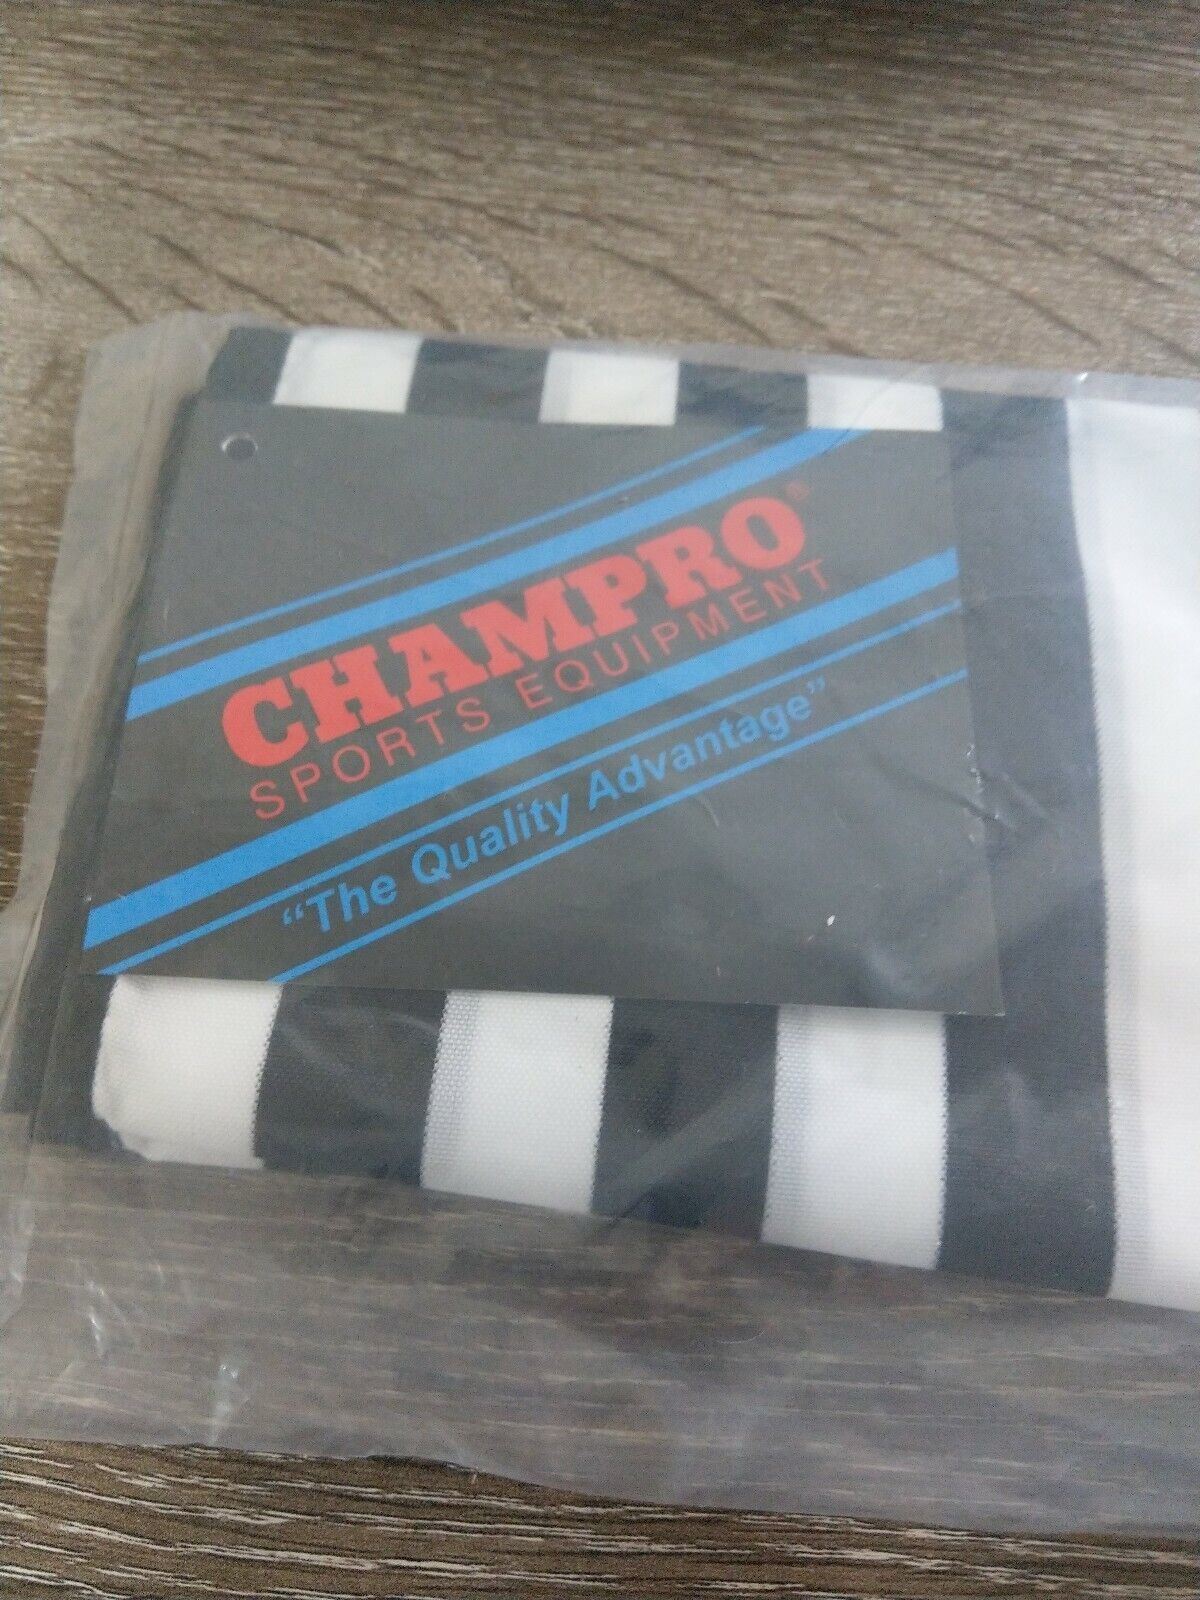 CHAMPRO®
SPORTS EQUIPMENT
“The Quality Advantage”